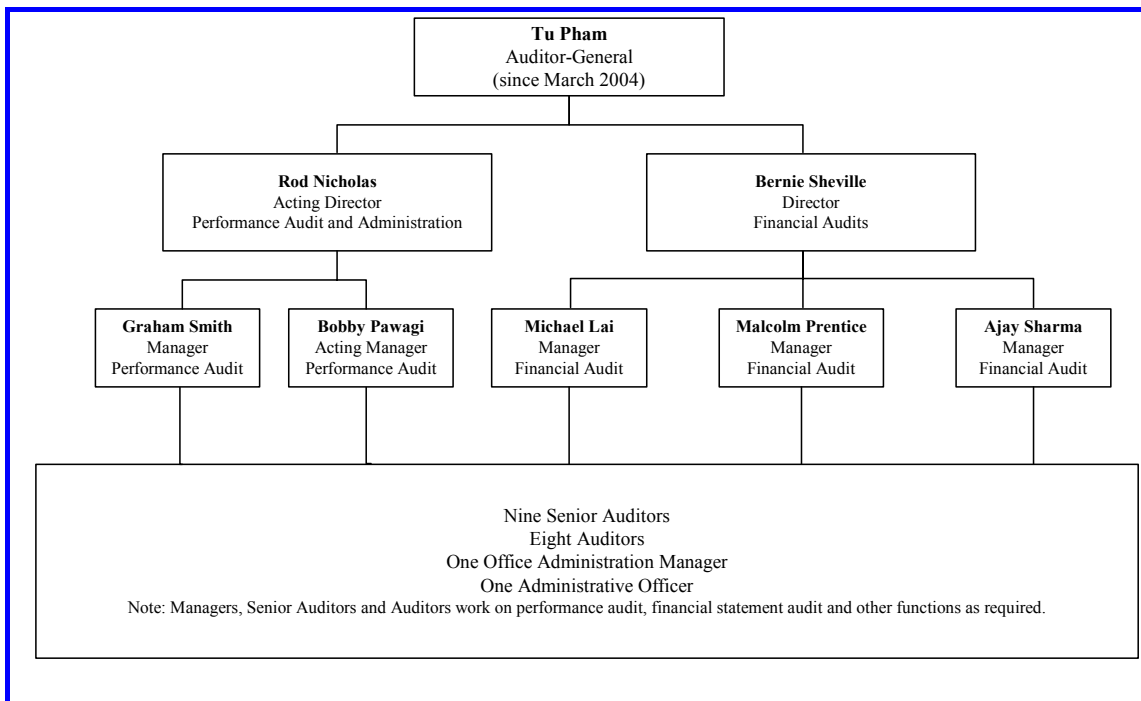 Tu Pham
Auditor-General
(since March 2004)
Rod Nicholas
Acting Director
Performance Audit and Administration
Bernie Sheville
Director
Financial Audits
Graham Smith
Manager
Performance Audit
Bobby Pawagi
Acting Manager
Performance Audit
Michael Lai
Manager
Financial Audit
Malcolm Prentice
Manager
Financial Audit
Ajay Sharma
Manager
Financial Audit
Nine Senior Auditors
Eight Auditors
One Office Administration Manager
One Administrative Officer
Note: Managers, Senior Auditors and Auditors work on performance audit, financial statement audit and other functions as required.